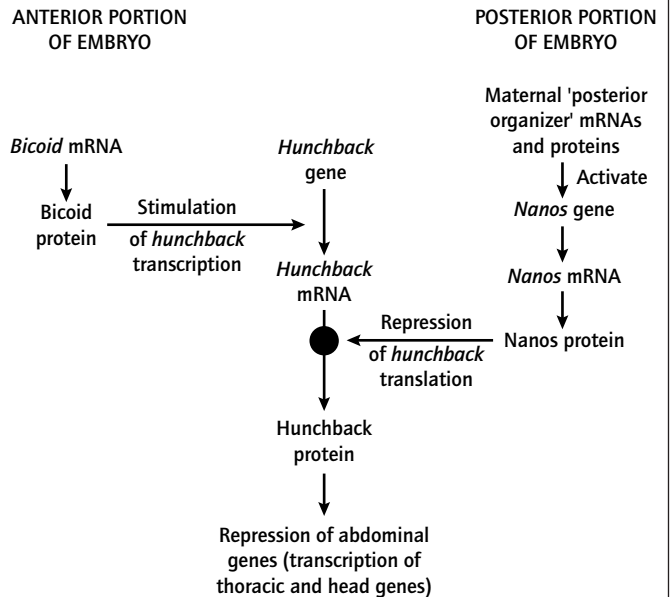 ANTERIOR PORTION
OF EMBRYO
POSTERIOR PORTION
OF EMBRYO
Maternal 'posterior
organizer' mRNAs
and proteins
Activate
Nanos gene
Nanos mRNA
Nanos protein
Bicoid mRNA
Bicoid
protein
Stimulation
of hunchback
transcription
Hunchback
gene
Hunchback
mRNA
Repression
of hunchback
translation
Hunchback
protein
Repression of abdominal
genes (transcription of
thoracic and head genes)